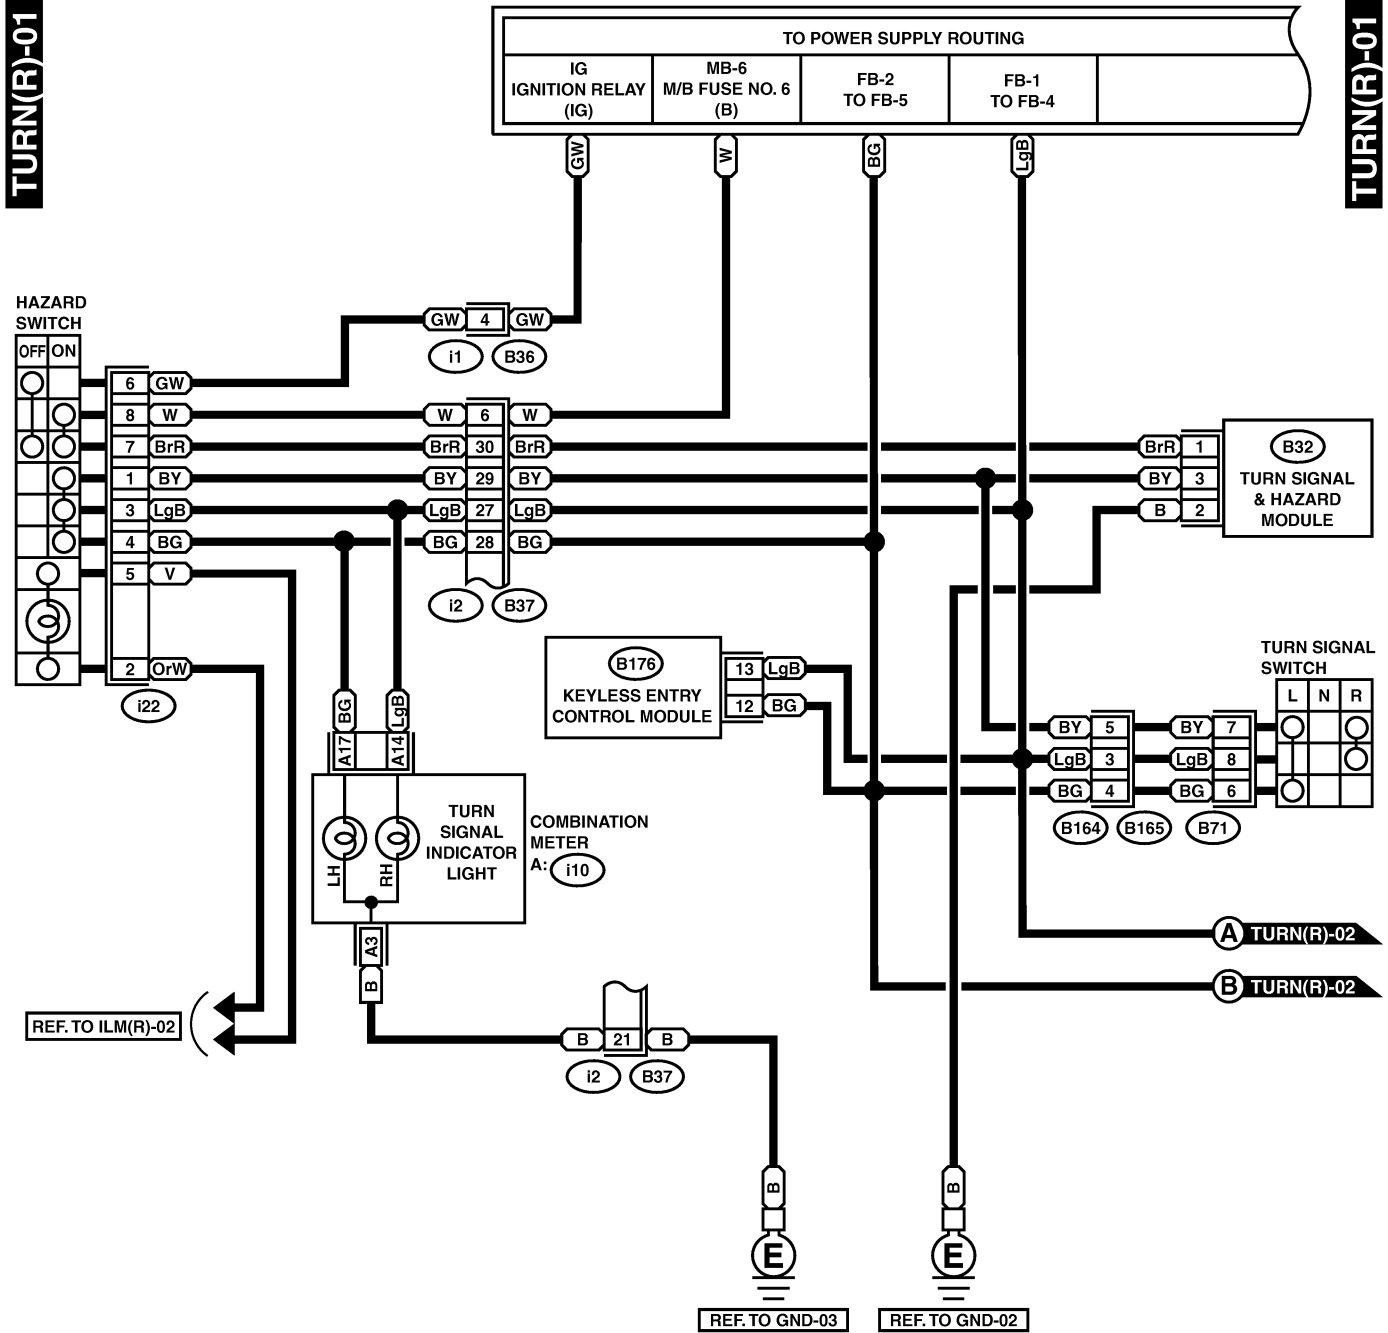 TURN(R)-01
TURN(R)-01
TO POWER SUPPLY ROUTING
IG
IGNITION RELAY
(IG)
MB-6
M/B FUSE NO. 6
(B)
FB-2
TO FB-5
FB-1
TO FB-4
GW
W
BG
LgB
HAZARD
SWITCH
OFF ON
GW 4 GW
i1 B36
6 GW
8 W W 6 W
7 BrR BrR 30 BrR BrR 1
1 BY BY 29 BY BY 3
3 LgB LgB 27 LgB B 2
4 BG BG 28 BG
5 V
2 OrW
i22
i2 B37
B32
TURN SIGNAL
& HAZARD
MODULE
B176
KEYLESS ENTRY
CONTROL MODULE
13 LgB
12 BG
TURN SIGNAL
SWITCH
L N R
BY 5 BY 7
LgB 3 LgB 8
BG 4 BG 6
B164 B165 B71
BG LgB
A17 A14
TURN
SIGNAL
INDICATOR
LIGHT
LH RH
COMBINATION
METER
A: i10
A3
B
A TURN(R)-02
B TURN(R)-02
REF. TO ILM(R)-02
B 21 B
i2 B37
B
B
E
E
REF. TO GND-03
REF. TO GND-02